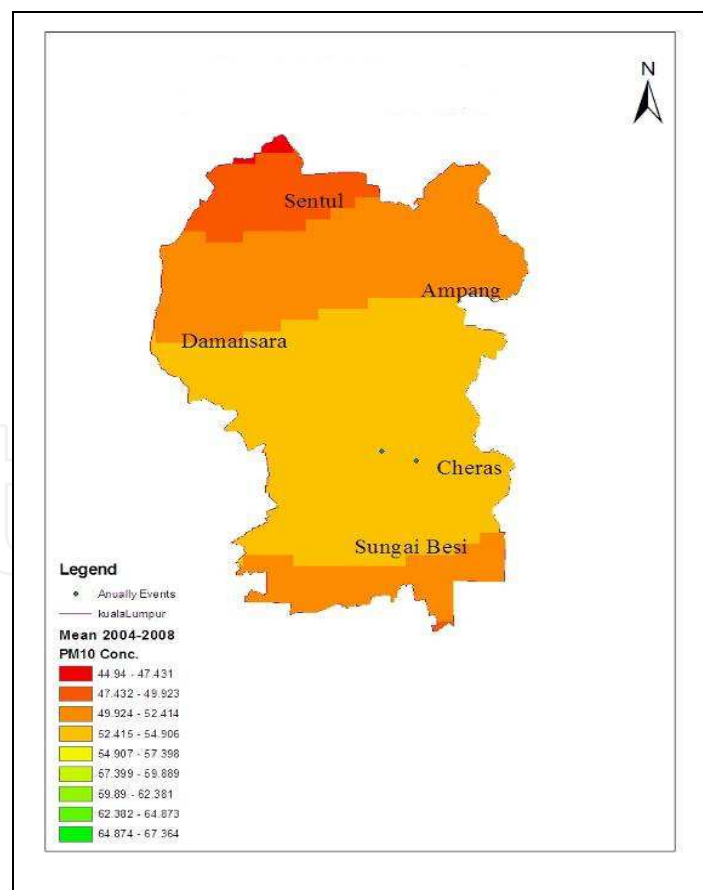 N
Sentul
Ampang
Damansara
Cheras
Sungai Besi
Legend
Anually Events
kualaLumpur
Mean 2004-2008
PM10 Conc.
44.94 - 47.431
47.432 - 49.923
49.924 - 52.414
52.415 - 54.906
54.907 - 57.398
57.399 - 59.889
59.89 - 62.381
62.382 - 64.873
64.874 - 67.364